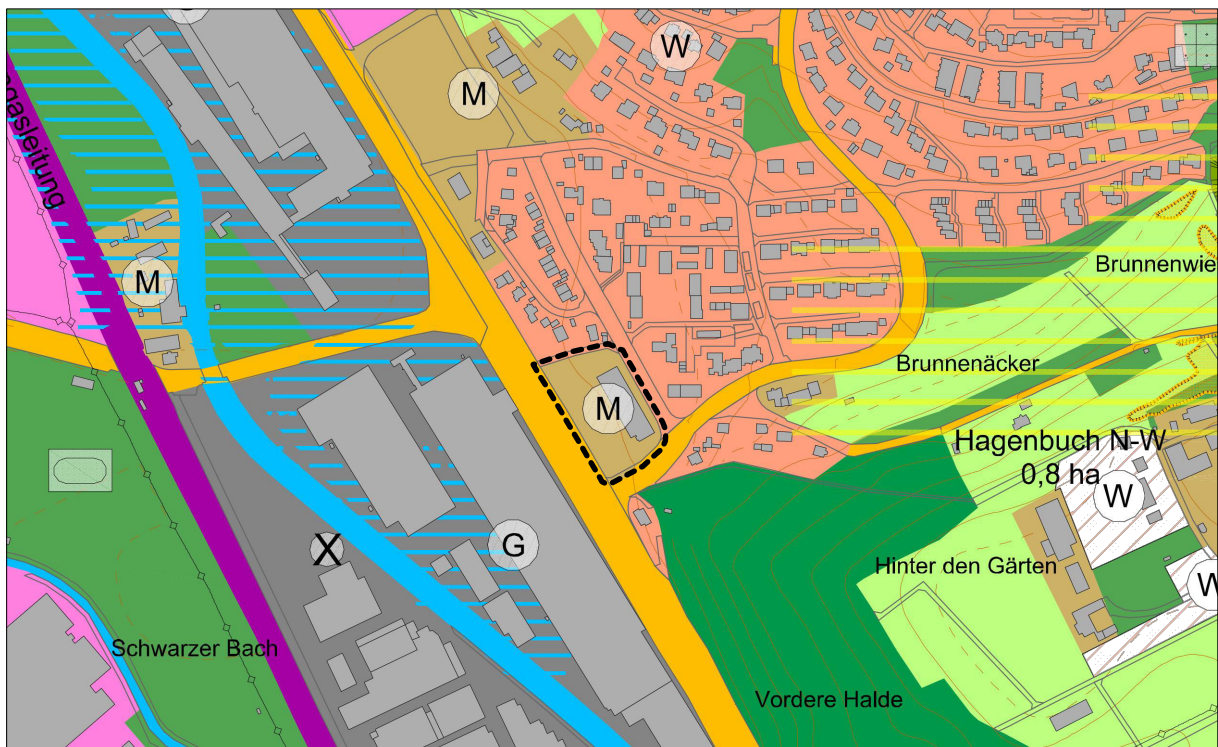 W
M
M
Brunnenwie
Brunnenäcker
M
Hagenbuch N-W
0,8 ha
W
X
G
Hinter den Gärten
W
Schwarzer Bach
Vordere Halde